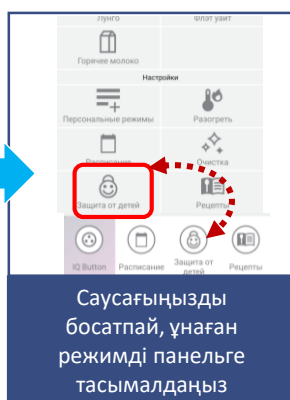 Лунго Флэт уайт
Горячее молоко
Настройки
Персональные режимы Разогреть
Расписание Очистка
Защита от детей Рецепты
IQ Button Расписание Защита от детей Рецепты
Саусағыңызды
босатпай, ұнаған
режимді панельге
тасымалдаңыз